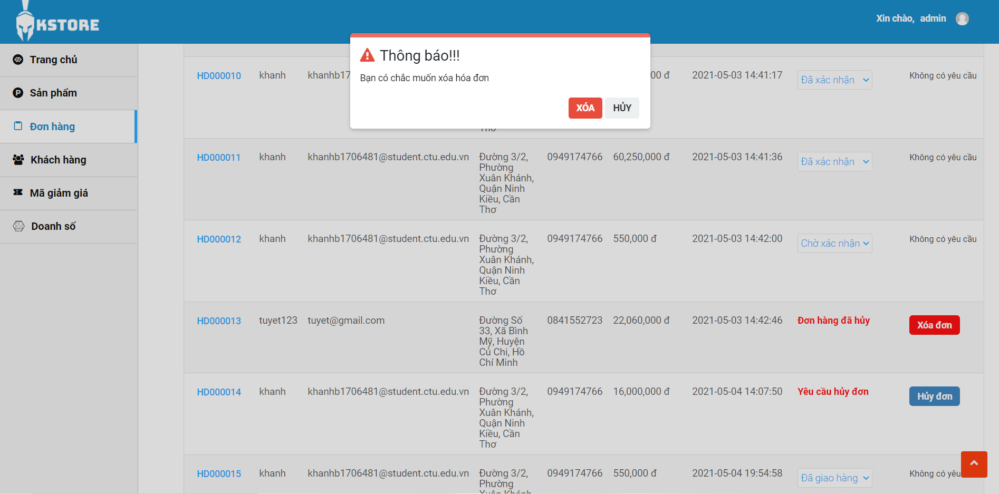 KSTORE
Xin chào, admin
Trang chủ
Sản phẩm
Đơn hàng
Khách hàng
Mã giảm giá
Doanh số
Thông báo!!!
Bạn có chắc muốn xóa hóa đơn
XÓA HỦY
HD000010 khanh khanhb17 00 đ 2021-05-03 14:41:17 Đã xác nhận Không có yêu cầu
HD000011 khanh khanhb1706481@student.ctu.edu.vn Đường 3/2, 0949174766 60,250,000 đ 2021-05-03 14:41:36 Đã xác nhận Không có yêu cầu
Phường
Xuân Khánh,
Quận Ninh
Kiều, Cần
Thơ
HD000012 khanh khanhb1706481@student.ctu.edu.vn Đường 3/2, 0949174766 550,000 đ 2021-05-03 14:42:00 Chờ xác nhận Không có yêu cầu
Phường
Xuân Khánh,
Quận Ninh
Kiều, Cần
Thơ
HD000013 tuyet123 tuyet@gmail.com Đường Số 0841552723 22,060,000 đ 2021-05-03 14:42:46 Đơn hàng đã hủy Xóa đơn
33, Xã Bình
Mỹ, Huyện
Củ Chi, Hồ
Chí Minh
HD000014 khanh khanhb1706481@student.ctu.edu.vn Đường 3/2, 0949174766 16,000,000 đ 2021-05-04 14:07:50 Yêu cầu hủy đơn Hủy đơn
Phường
Xuân Khánh,
Quận Ninh
Kiều, Cần
Thơ
HD000015 khanh khanhb1706481@student.ctu.edu.vn Đường 3/2, 0949174766 550,000 đ 2021-05-04 19:54:58 Đã giao hàng Không có yêu
Phường